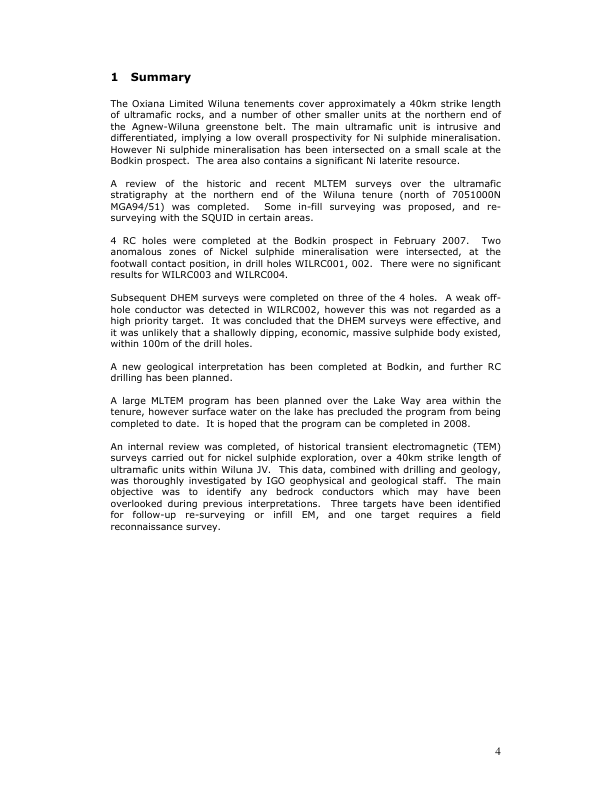 1 Summary
The Oxiana Limited Wiluna tenements cover approximately a 40km strike length
of ultramafic rocks, and a number of other smaller units at the northern end of
the Agnew-Wiluna greenstone belt. The main ultramafic unit is intrusive and
differentiated, implying a low overall prospectivity for Ni sulphide mineralisation.
However Ni sulphide mineralisation has been intersected on a small scale at the
Bodkin prospect. The area also contains a significant Ni laterite resource.
A review of the historic and recent MLTEM surveys over the ultramafic
stratigraphy at the northern end of the Wiluna tenure (north of 7051000N
MGA94/51) was completed. Some in-fill surveying was proposed, and re-
surveying with the SQUID in certain areas.
4 RC holes were completed at the Bodkin prospect in February 2007. Two
anomalous zones of Nickel sulphide mineralisation were intersected, at the
footwall contact position, in drill holes WILRC001, 002. There were no significant
results for WILRC003 and WILRC004.
Subsequent DHEM surveys were completed on three of the 4 holes. A weak off-
hole conductor was detected in WILRC002, however this was not regarded as a
high priority target. It was concluded that the DHEM surveys were effective, and
it was unlikely that a shallowly dipping, economic, massive sulphide body existed,
within 100m of the drill holes.
A new geological interpretation has been completed at Bodkin, and further RC
drilling has been planned.
A large MLTEM program has been planned over the Lake Way area within the
tenure, however surface water on the lake has precluded the program from being
completed to date. It is hoped that the program can be completed in 2008.
An internal review was completed, of historical transient electromagnetic (TEM)
surveys carried out for nickel sulphide exploration, over a 40km strike length of
ultramafic units within Wiluna JV. This data, combined with drilling and geology,
was thoroughly investigated by IGO geophysical and geological staff. The main
objective was to identify any bedrock conductors which may have been
overlooked during previous interpretations. Three targets have been identified
for follow-up re-surveying or infill EM, and one target requires a field
reconnaissance survey.
4